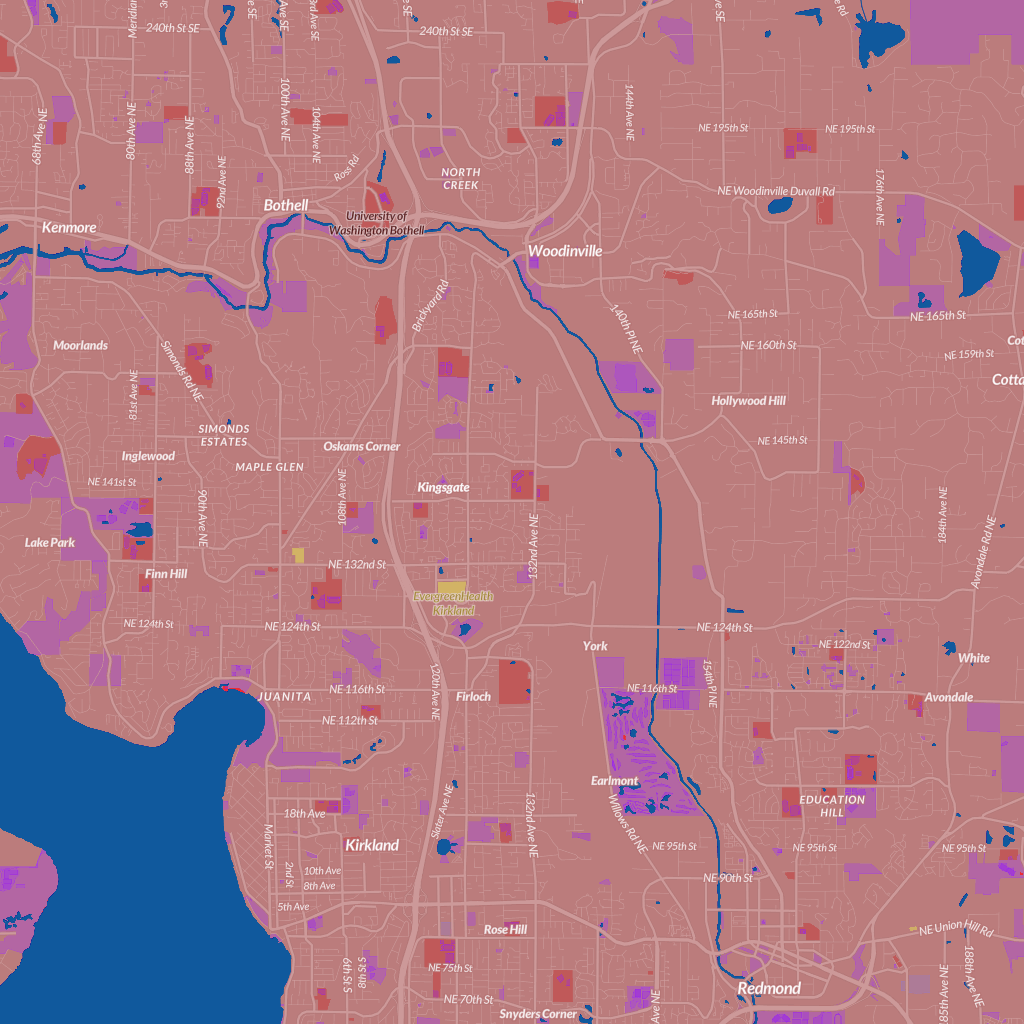 240th St SE
240th St SE
100th Ave NE
104th Ave NE
68th Ave NE
80th Ave NE
88th Ave NE
92nd Ave NE
144th Ave NE
NE 195th St
NE 195th St
176th Ave NE
Ross Rd
NORTH
CREEK
NE Woodinville Duvall Rd
Bothell
University of
Washington Bothell
Kenmore
Woodinville
Brickyard Rd
140th Pl NE
NE 165th St
NE 165th St
NE 160th St
NE 159th St
Moorlands
Simonds Rd NE
81st Ave NE
Hollywood Hill
SIMONDS
ESTATES
Oskams Corner
NE 145th St
Inglewood
MAPLE GLEN
NE 141st St
Kingsgate
108th Ave NE
90th Ave NE
132nd Ave NE
184th Ave NE
Avondale Rd NE
Lake Park
Finn Hill
NE 132nd St
EvergreenHealth
Kirkland
NE 124th St
NE 124th St
NE 124th St
York
NE 122nd St
White
JUANITA
NE 116th St
NE 116th St
120th Ave NE
154th Pl NE
Firloch
Avondale
NE 112th St
Earlmont
Willows Rd NE
EDUCATION
HILL
18th Ave
Slater Ave NE
132nd Ave NE
Market St
Kirkland
NE 95th St
NE 95th St
NE 95th St
2nd St
10th Ave
8th Ave
NE 90th St
5th Ave
Rose Hill
NE Union Hill Rd
6th St S
8th St S
NE 75th St
188th Ave NE
185th Ave NE
Redmond
NE 70th St
Snyders Corner